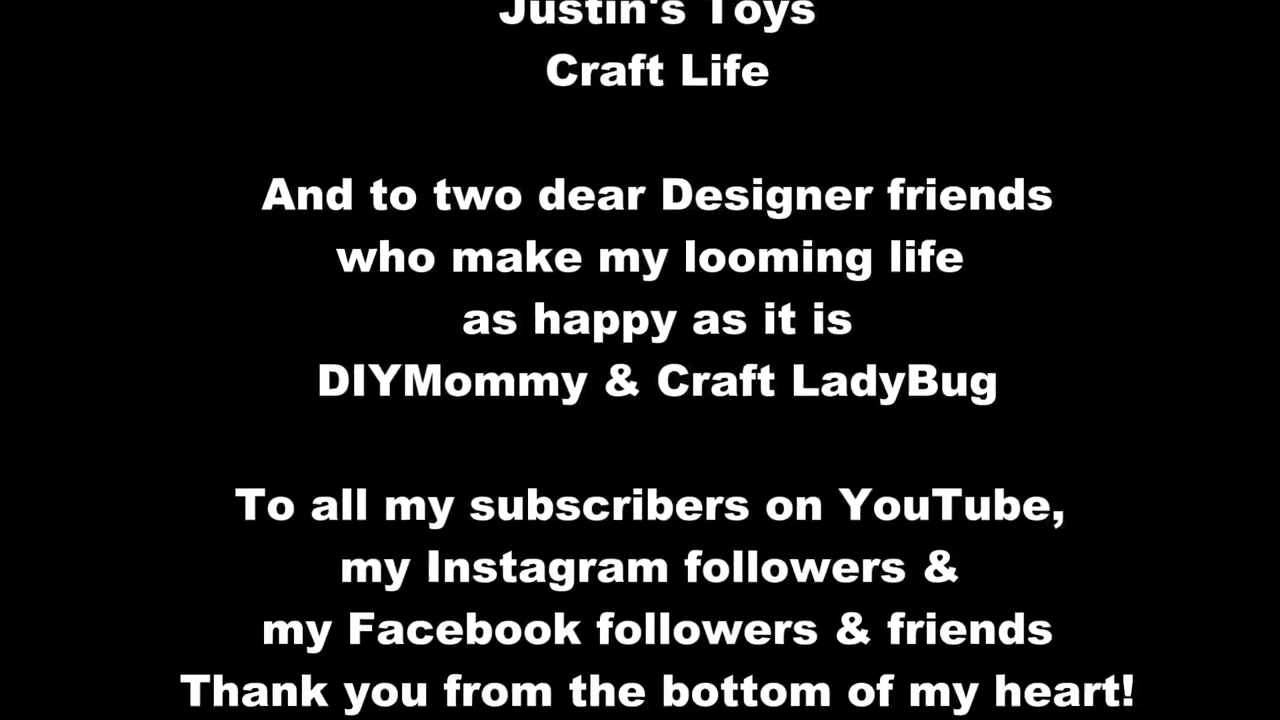 Justin's Toys
Craft Life
And to two dear Designer friends
who make my looming life
as happy as it is
DIYMommy & Craft LadyBug
To all my subscribers on YouTube,
my Instagram followers &
my Facebook followers & friends
Thank you from the bottom of my heart!